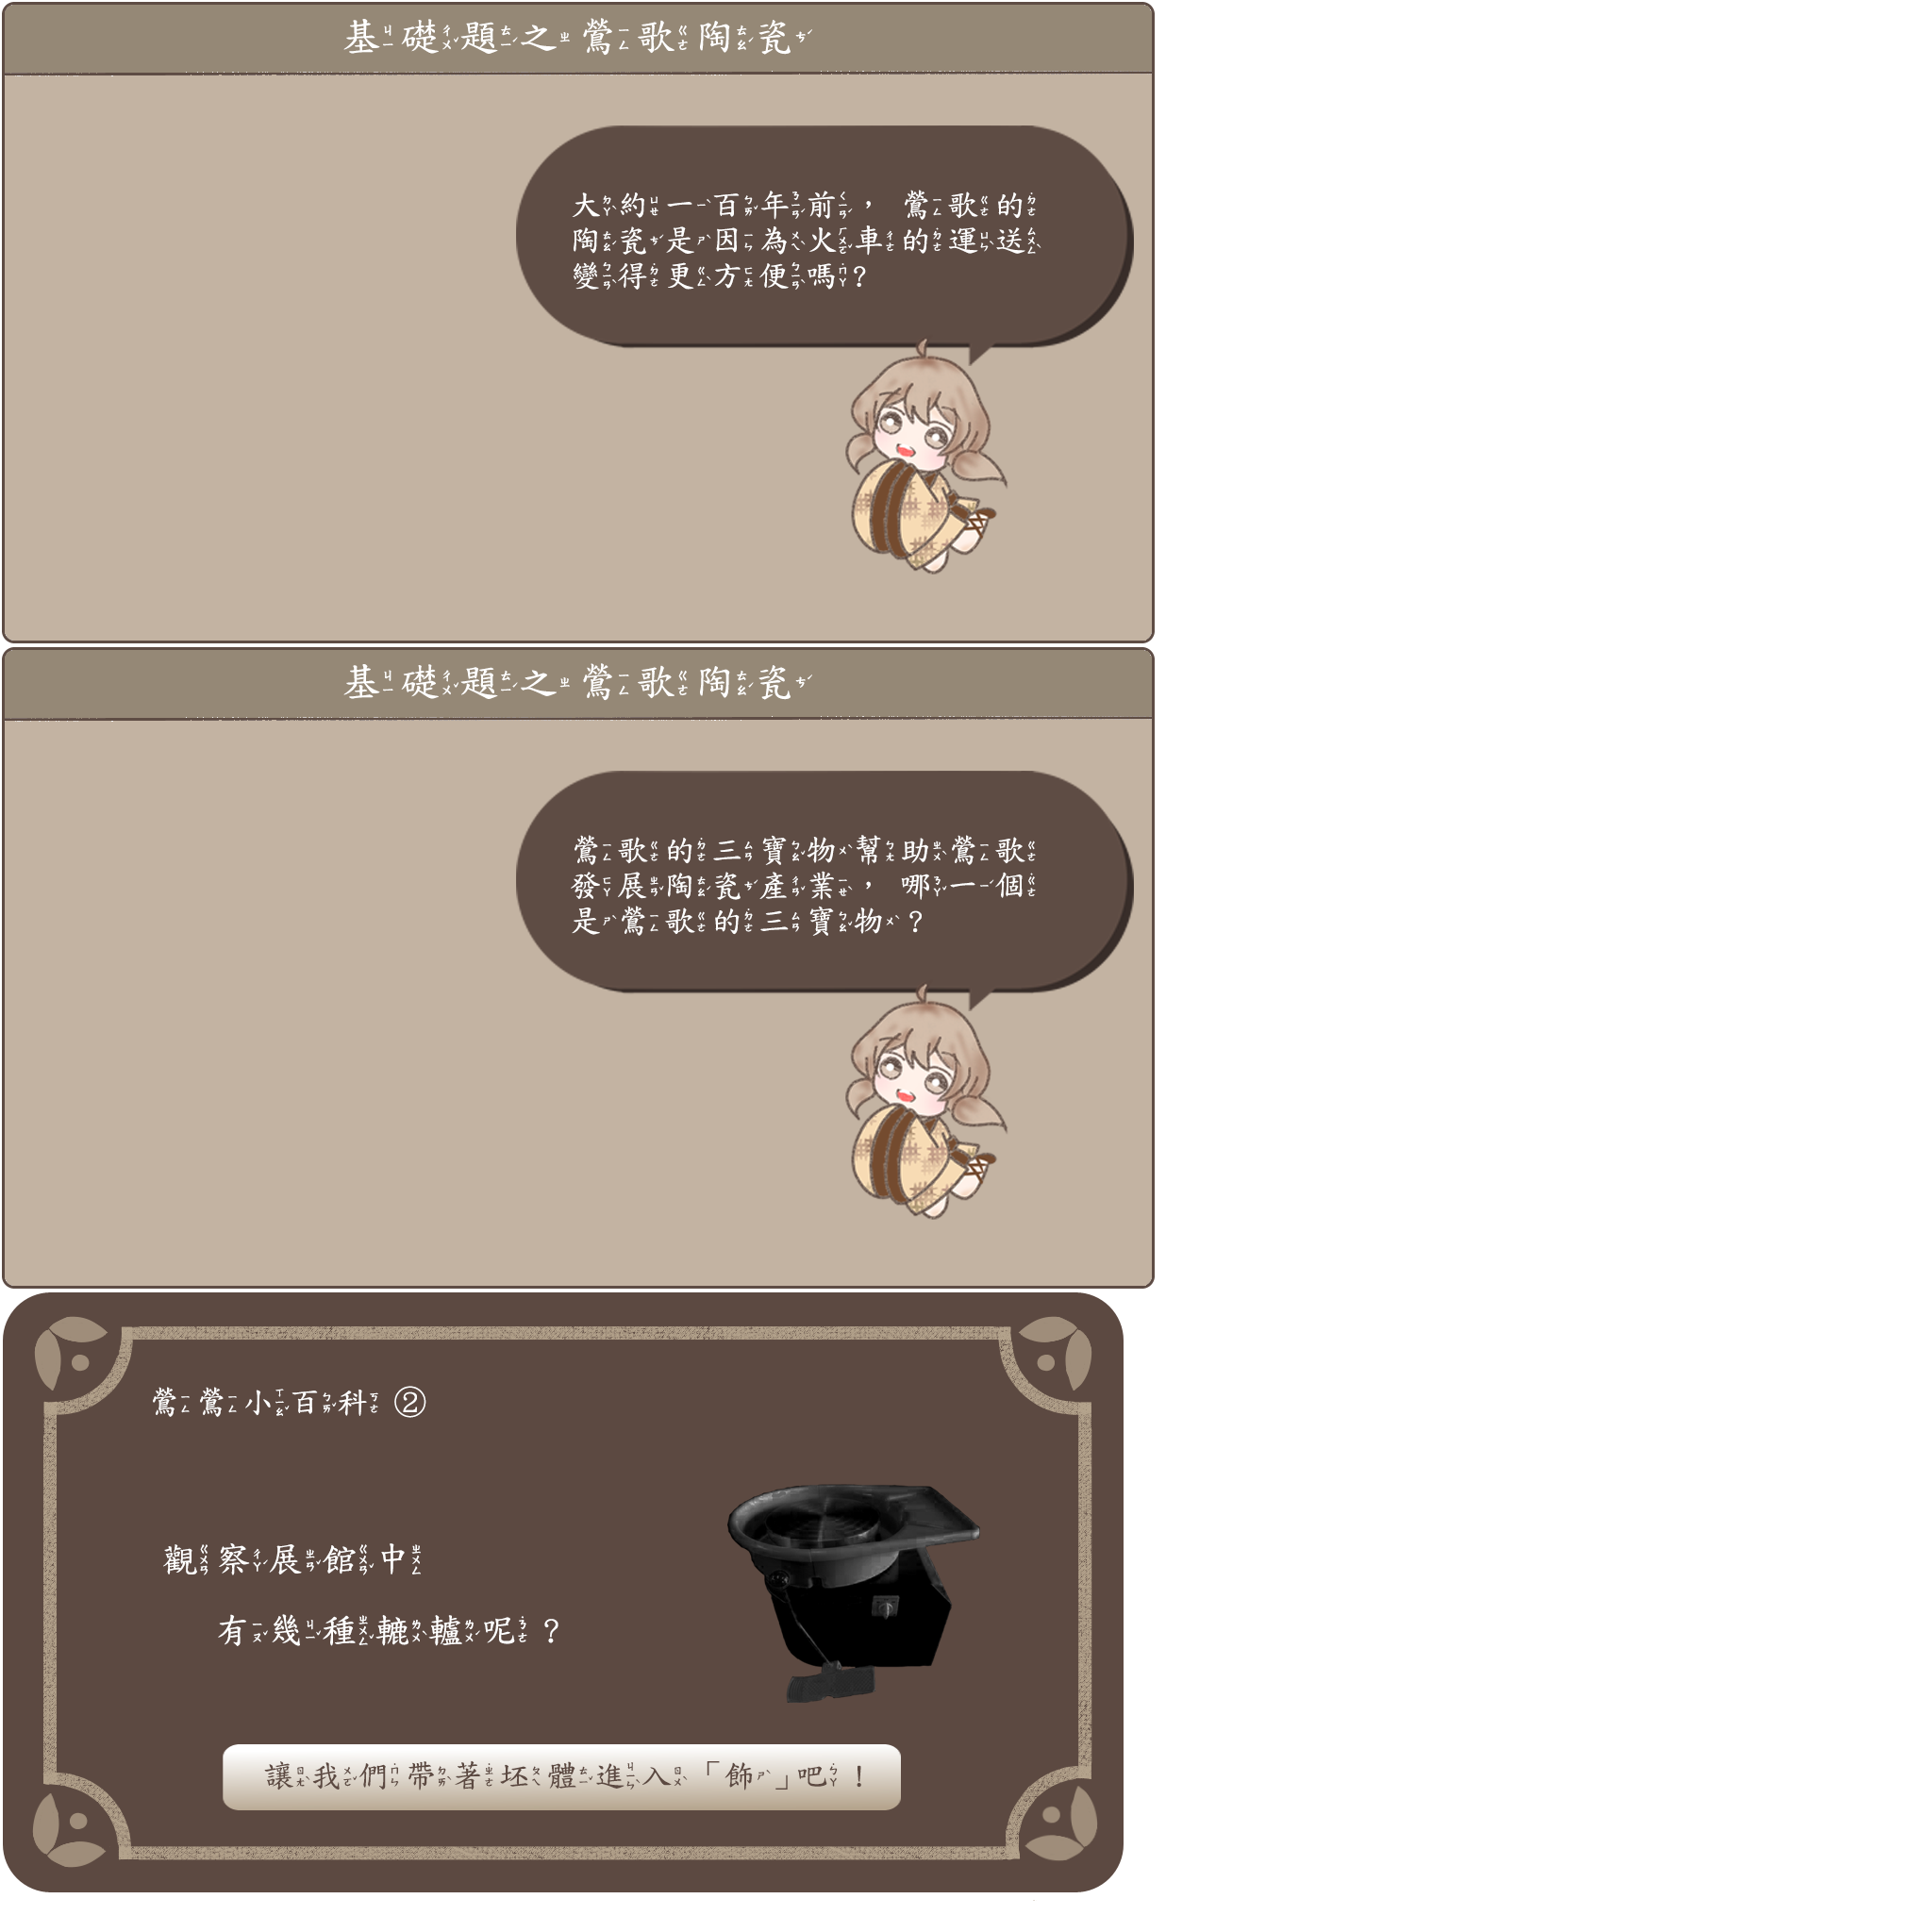 基礎題之鶯歌陶瓷
大約一百年前，鶯歌的
陶瓷是因為火車的運送
變得更方便嗎？
基礎題之鶯歌陶瓷
鶯歌的三寶物幫助鶯歌
發展陶瓷產業，哪一個
是鶯歌的三寶物？
鶯鶯小百科②
觀察展館中
有幾種轆轤呢？
讓我們帶著坯體進入「飾」吧！